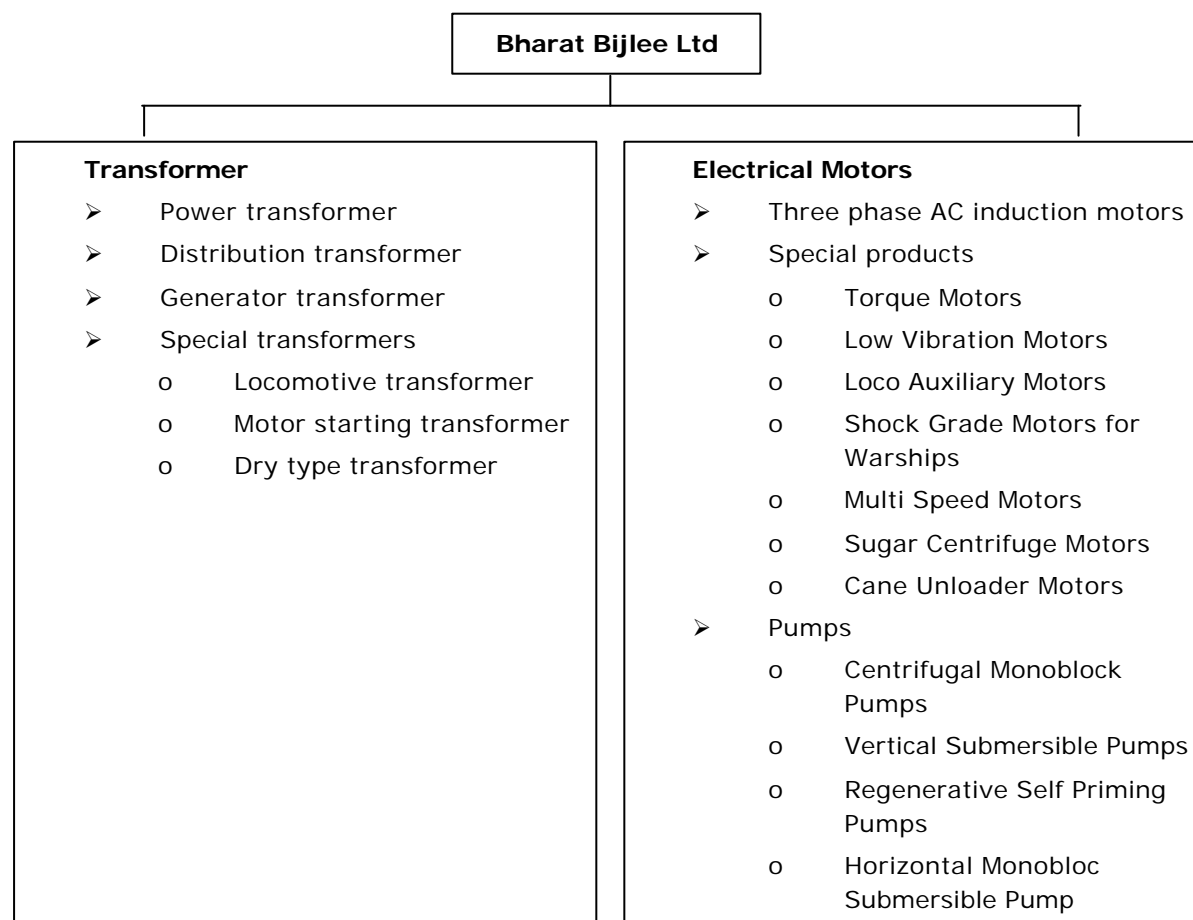 Bharat Bijlee Ltd
Transformer
➢ Power transformer
➢ Distribution transformer
➢ Generator transformer
➢ Special transformers
o Locomotive transformer
o Motor starting transformer
o Dry type transformer
Electrical Motors
➢ Three phase AC induction motors
➢ Special products
o Torque Motors
o Low Vibration Motors
o Loco Auxiliary Motors
o Shock Grade Motors for
Warships
o Multi Speed Motors
o Sugar Centrifuge Motors
o Cane Unloader Motors
➢ Pumps
o Centrifugal Monoblock
Pumps
o Vertical Submersible Pumps
o Regenerative Self Priming
Pumps
o Horizontal Monobloc
Submersible Pump